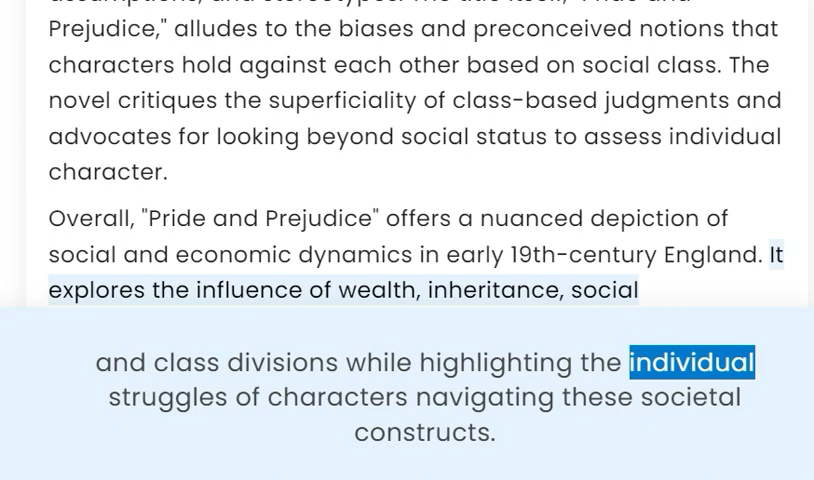 Prejudice," alludes to the biases and preconceived notions that
characters hold against each other based on social class. The
novel critiques the superficiality of class-based judgments and
advocates for looking beyond social status to assess individual
character.
Overall, "Pride and Prejudice" offers a nuanced depiction of
social and economic dynamics in early 19th-century England. It
explores the influence of wealth, inheritance, social
and class divisions while highlighting the individual
struggles of characters navigating these societal
constructs.